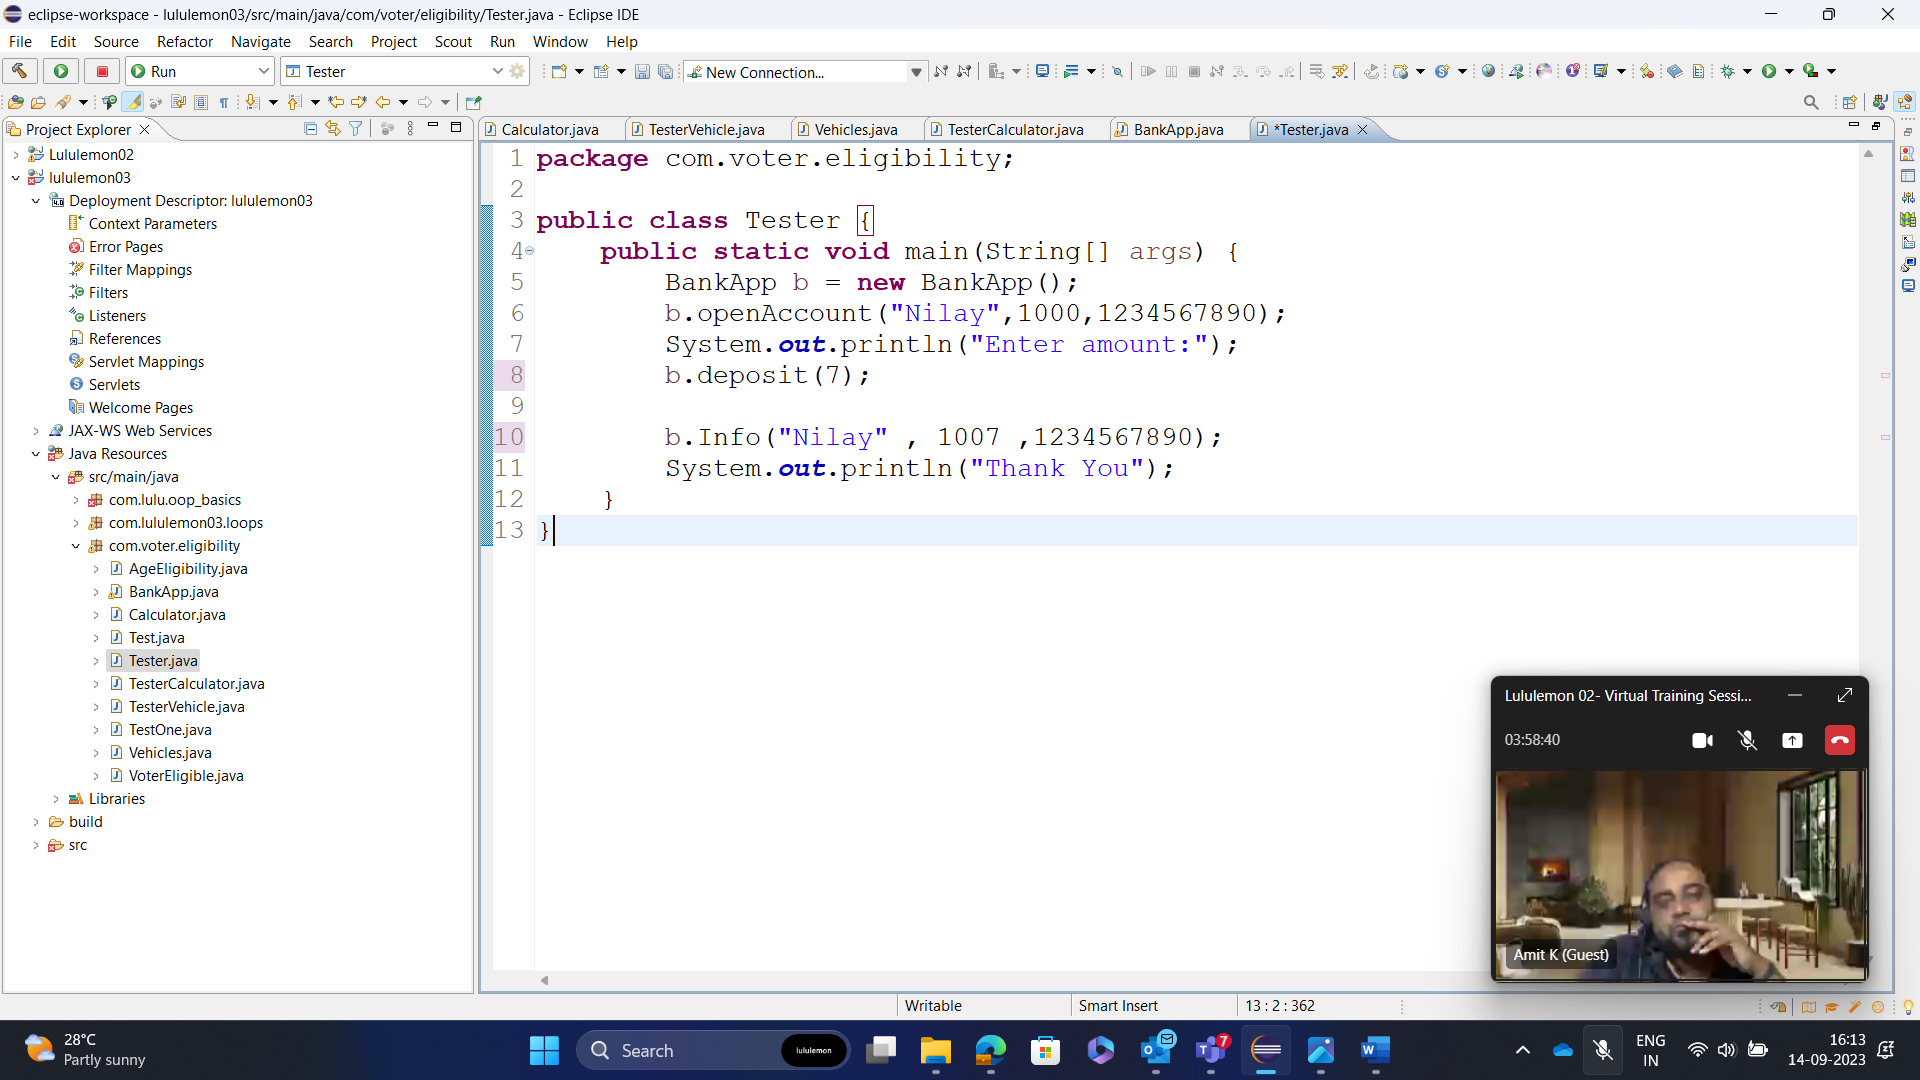 eclipse-workspace - lululemon03/src/main/java/com/voter/eligibility/Tester.java - Eclipse IDE
File Edit Source Refactor Navigate Search Project Scout Run Window Help
Run Tester New Connection...
Project Explorer
Calculator.java TesterVehicle.java Vehicles.java TesterCalculator.java BankApp.java *Tester.java
Lululemon02
lululemon03
Deployment Descriptor: lululemon03
Context Parameters
Error Pages
Filter Mappings
Filters
Listeners
References
Servlet Mappings
Servlets
Welcome Pages
JAX-WS Web Services
Java Resources
src/main/java
com.lulu.oop_basics
com.lululemon03.loops
com.voter.eligibility
AgeEligibility.java
BankApp.java
Calculator.java
Test.java
Tester.java
TesterCalculator.java
TesterVehicle.java
TestOne.java
Vehicles.java
VoterEligible.java
Libraries
build
src
1 package com.voter.eligibility;
2
3 public class Tester {
4 public static void main(String[] args) {
5 BankApp b = new BankApp();
6 b.openAccount("Nilay",1000,1234567890);
7 System.out.println("Enter amount:");
8 b.deposit(7);
9
10 b.Info("Nilay" , 1007 ,1234567890);
11 System.out.println("Thank You");
12 }
13 }
Lululemon 02- Virtual Training Sessi...
03:58:40
Amit K (Guest)
Writable Smart Insert 13 : 2 : 362
28°C
Partly sunny
Search
lululemon
7
ENG
IN
16:13
14-09-2023